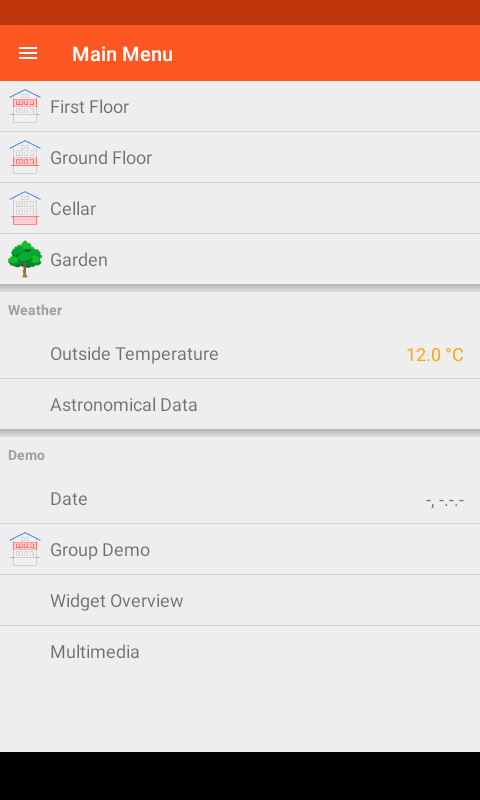 Main Menu
First Floor
Ground Floor
Cellar
Garden
Weather
Outside Temperature 12.0 °C
Astronomical Data
Demo
Date -, -.-.-
Group Demo
Widget Overview
Multimedia